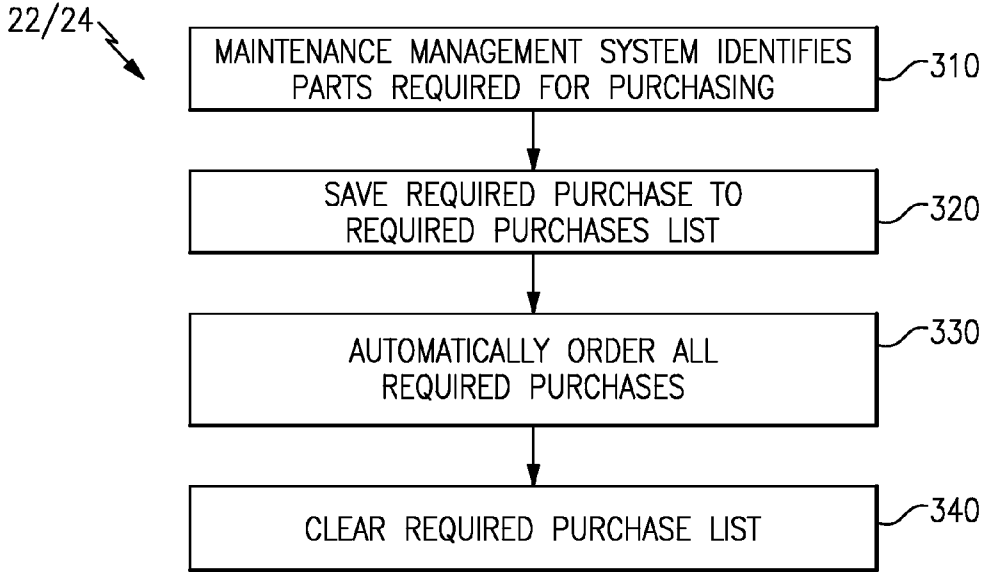 22/24
MAINTENANCE MANAGEMENT SYSTEM IDENTIFIES
PARTS REQUIRED FOR PURCHASING
310
SAVE REQUIRED PURCHASE TO
REQUIRED PURCHASES LIST
320
AUTOMATICALLY ORDER ALL
REQUIRED PURCHASES
330
CLEAR REQUIRED PURCHASE LIST
340